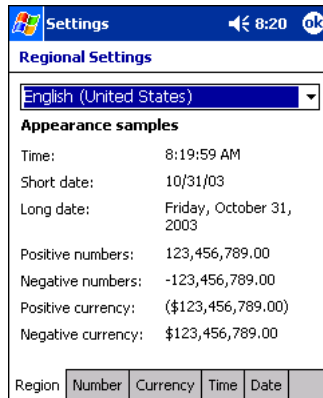 Settings 8:20 ok
Regional Settings
English (United States)
Appearance samples
Time: 8:19:59 AM
Short date: 10/31/03
Long date: Friday, October 31,
2003
Positive numbers: 123,456,789.00
Negative numbers: -123,456,789.00
Positive currency: ($123,456,789.00)
Negative currency: $123,456,789.00
Region Number Currency Time Date